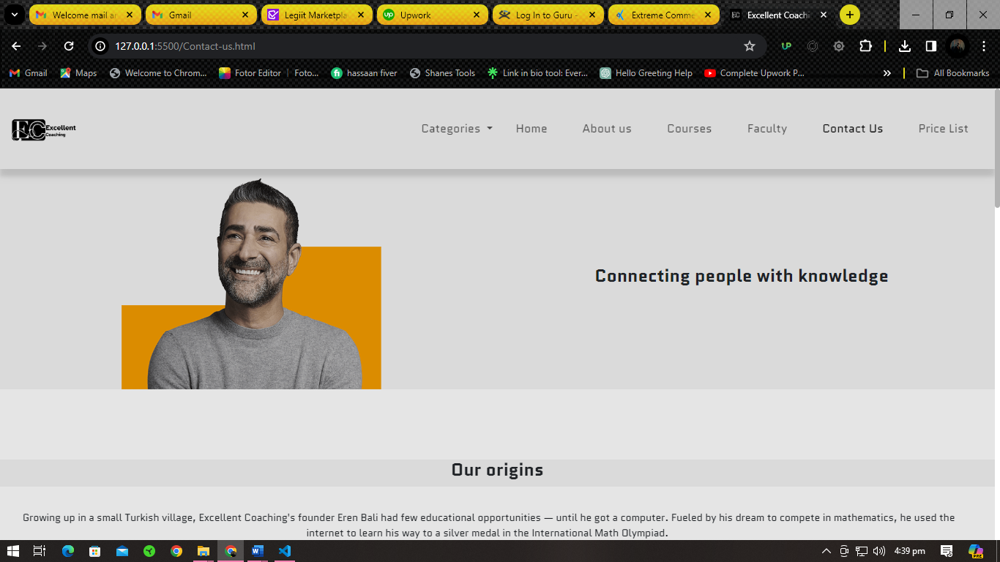 Welcome mail ar
Gmail
Legiit Marketpla
Upwork
Log In to Guru -
Extreme Comme
Excellent Coachi
127.0.0.1:5500/Contact-us.html
Gmail
Maps
Welcome to Chrom...
Fotor Editor | Foto...
hassaan fiver
Shanes Tools
Link in bio tool: Ever...
Hello Greeting Help
Complete Upwork P...
All Bookmarks
EC Excellent
Coaching
Categories
Home
About us
Courses
Faculty
Contact Us
Price List
Connecting people with knowledge
Our origins
Growing up in a small Turkish village, Excellent Coaching's founder Eren Bali had few educational opportunities — until he got a computer. Fueled by his dream to compete in mathematics, he used the
internet to learn his way to a silver medal in the International Math Olympiad.
4:39 pm
PRE